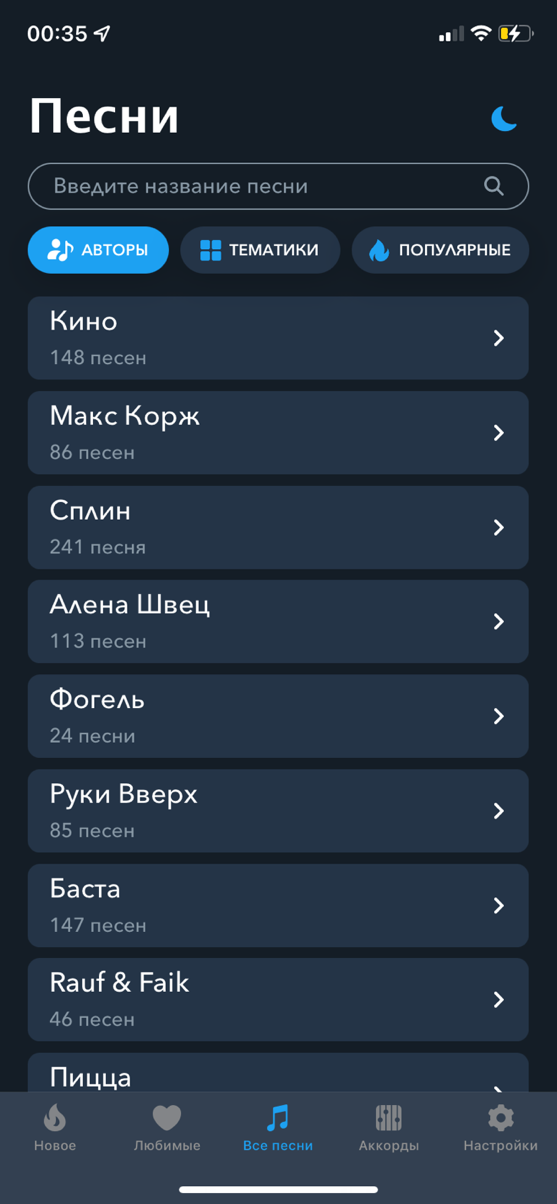 00:35
Песни
Введите название песни
АВТОРЫ
ТЕМАТИКИ
ПОПУЛЯРНЫЕ
Кино
148 песен
Макс Корж
86 песен
Сплин
241 песня
Алена Швец
113 песен
Фогель
24 песни
Руки Вверх
85 песен
Баста
147 песен
Rauf & Faik
46 песен
Пицца
Новое
Любимые
Все песни
Аккорды
Настройки